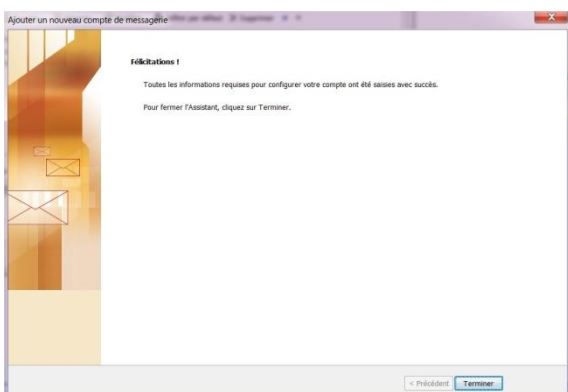 Ajouter un nouveau compte de messagerie
Félicitations !
Toutes les informations requises pour configurer votre compte ont été saisies avec succès.
Pour fermer l'Assistant, cliquez sur Terminer.
< Précédent Terminer